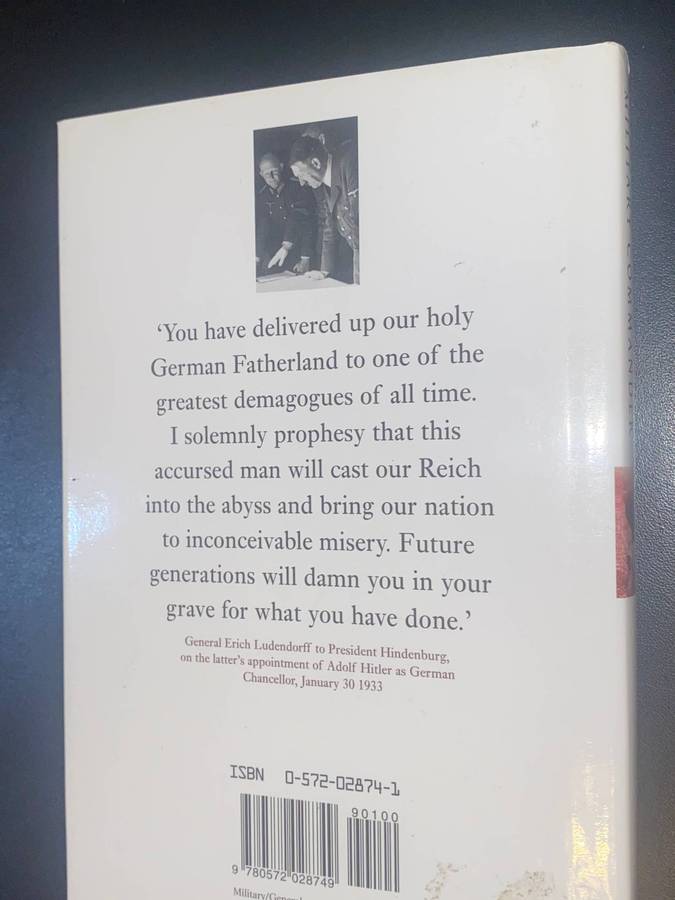 ‘You have delivered up our holy
German Fatherland to one of the
greatest demagogues of all time.
I solemnly prophesy that this
accursed man will cast our Reich
into the abyss and bring our nation
to inconceivable misery. Future
generations will damn you in your
grave for what you have done.’
General Erich Ludendorff to President Hindenburg,
on the latter’s appointment of Adolf Hitler as German
Chancellor, January 30 1933
ISBN 0-572-02874-1
90100
9 780572 028749
MILITARY COMMANDER